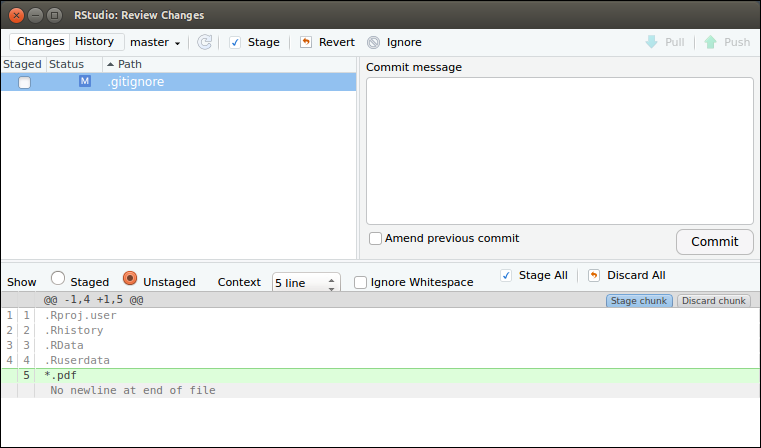 RStudio: Review Changes
Changes History master Stage Revert Ignore Pull Push
Staged Status Path
M .gitignore
Commit message
Amend previous commit
Commit
Show Staged Unstaged Context 5 line Ignore Whitespace Stage All Discard All
@@ -1,4 +1,5 @@ Stage chunk Discard chunk
1 1 .Rproj.user
2 2 .Rhistory
3 3 .RData
4 4 .Ruserdata
5 *.pdf
No newline at end of file